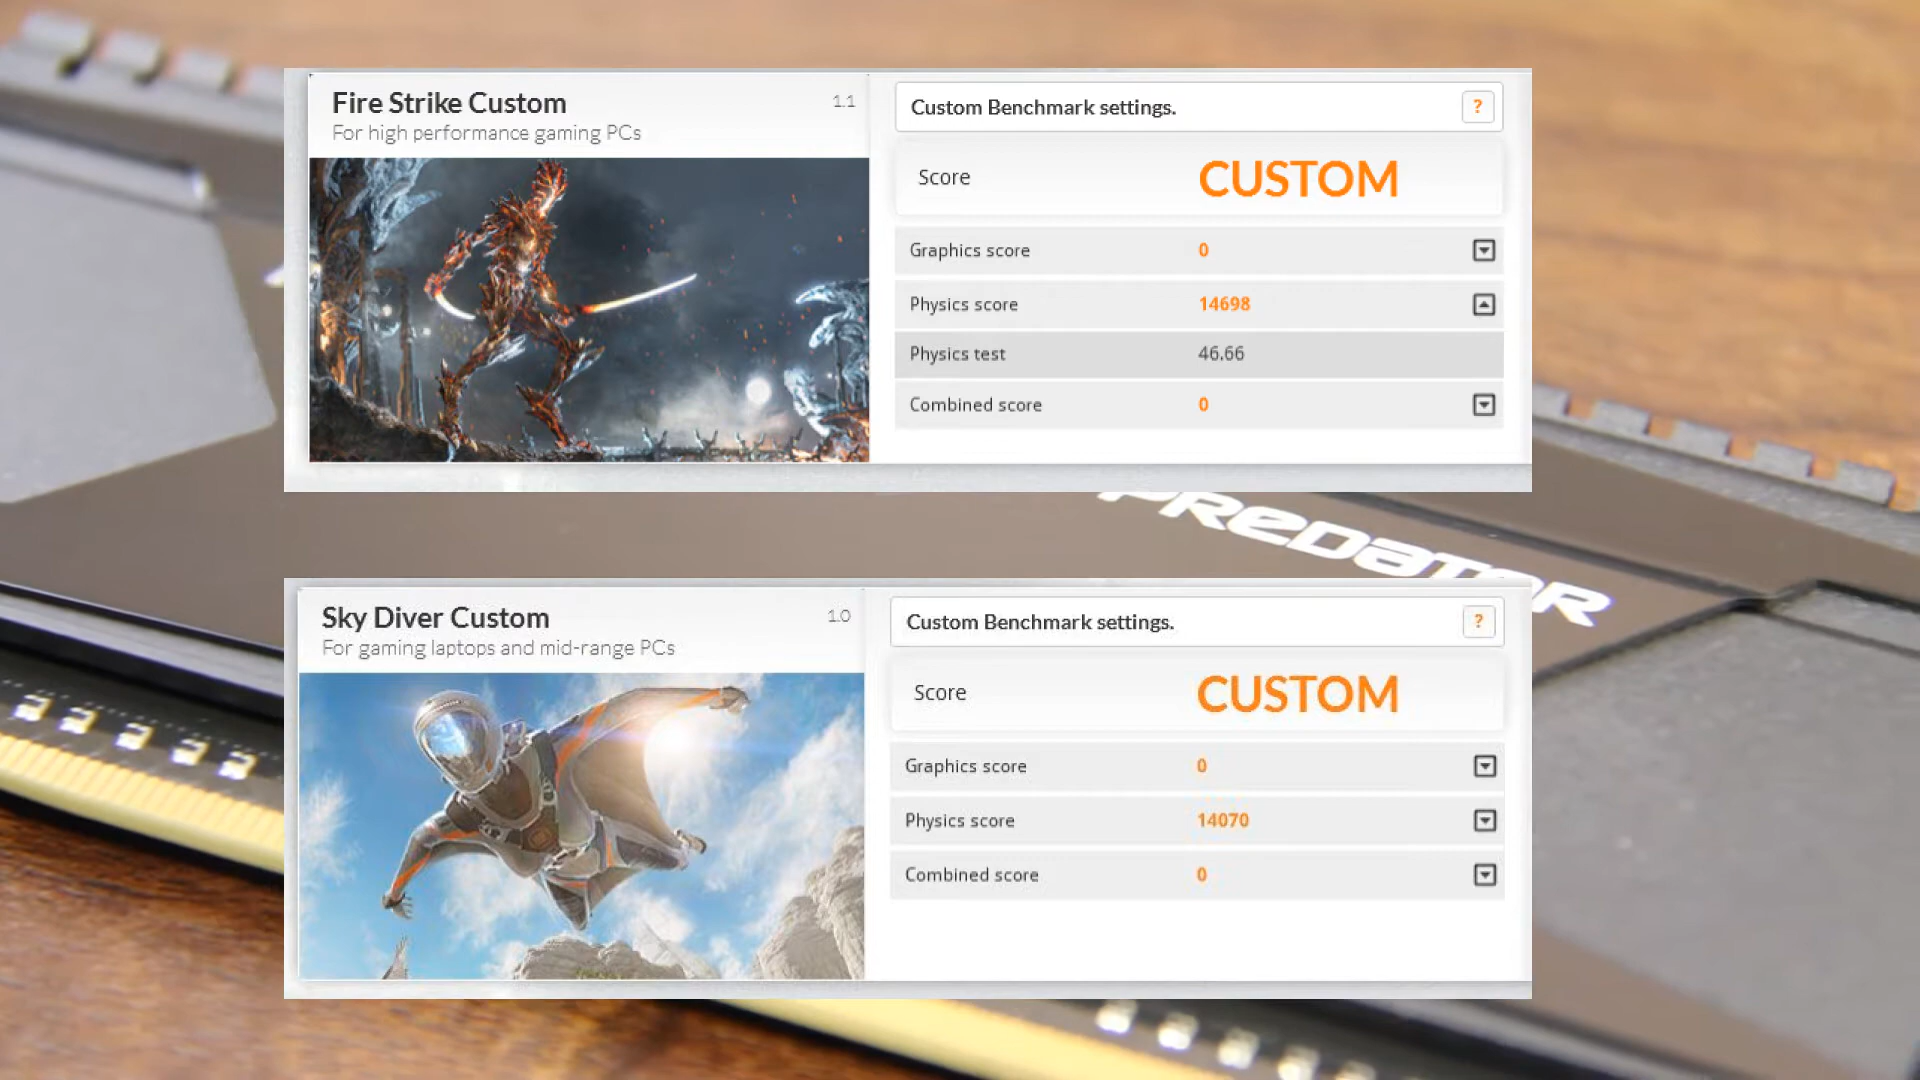 Fire Strike Custom 1.1
For high performance gaming PCs
Custom Benchmark settings. ?
Score CUSTOM
Graphics score 0
Physics score 14698
Physics test 46.66
Combined score 0
PREDATOR
Sky Diver Custom 1.0
For gaming laptops and mid-range PCs
Custom Benchmark settings. ?
Score CUSTOM
Graphics score 0
Physics score 14070
Combined score 0